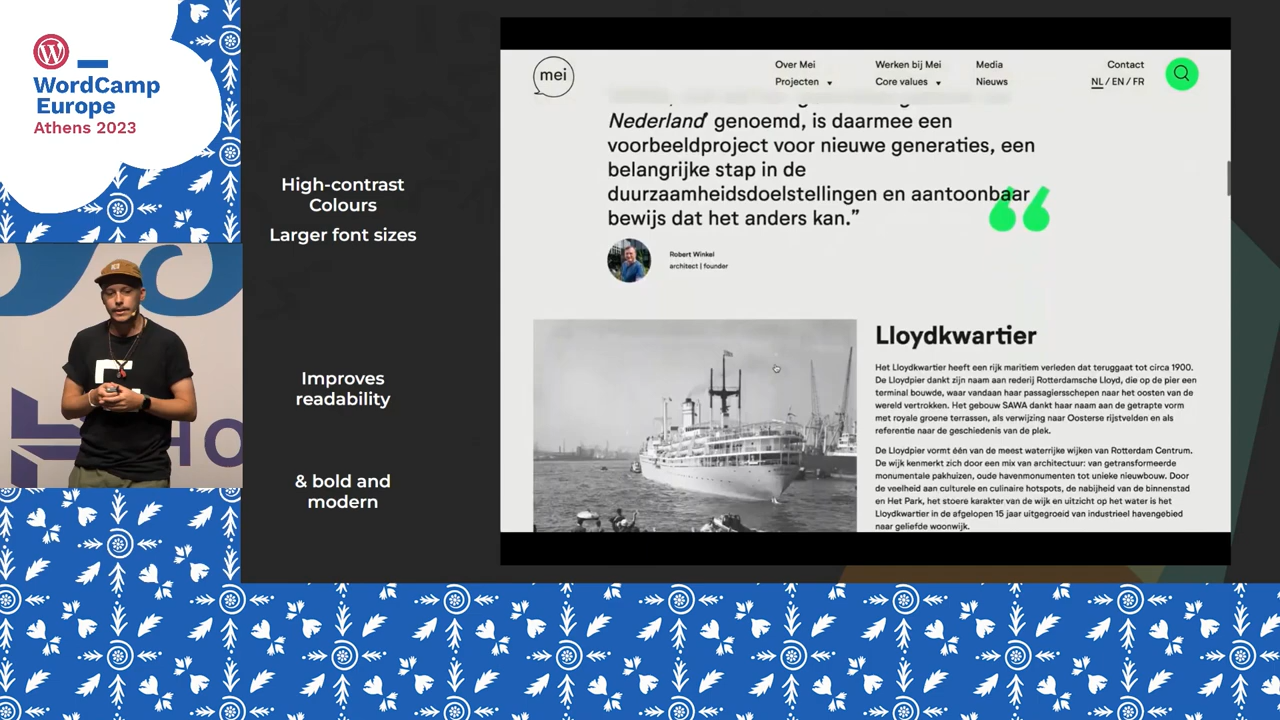 WordCamp
Europe
Athens 2023
High-contrast
Colours
Larger font sizes
Improves
readability
& bold and
modern
mei
Over Mei
Projecten
Werken bij Mei
Core values
Media
Nieuws
Contact
NL / EN / FR
Nederland’ genoemd, is daarmee een
voorbeeldproject voor nieuwe generaties, een
belangrijke stap in de
duurzaamheidsdoelstellingen en aantoonbaar
bewijs dat het anders kan.”
Robert Winkel
architect | founder
Lloydkwartier
Het Lloydkwartier heeft een rijk maritiem verleden dat teruggaat tot circa 1900.
De Lloydpier dankt zijn naam aan rederij Rotterdamsche Lloyd, die op de pier een
terminal bouwde, waar vandaan haar passagiersschepen naar het oosten van de
wereld vertrokken. Het gebouw SAWA dankt haar naam aan de getrapte vorm
met royale groene terrassen, als verwijzing naar Oosterse rijstvelden en als
referentie naar de geschiedenis van de plek.
De Lloydpier vormt één van de meest waterrijke wijken van Rotterdam Centrum.
De wijk kenmerkt zich door een mix van architectuur: van getransformeerde
monumentale pakhuizen, oude havenmonumenten tot unieke nieuwbouw. Door
de veelheid aan culturele en culinaire hotspots, de nabijheid van de binnenstad
en Het Park, het stoere karakter van de wijk en uitzicht op het water is het
Lloydkwartier in de afgelopen 15 jaar uitgegroeid van industrieel havengebied
naar geliefde woonwijk.